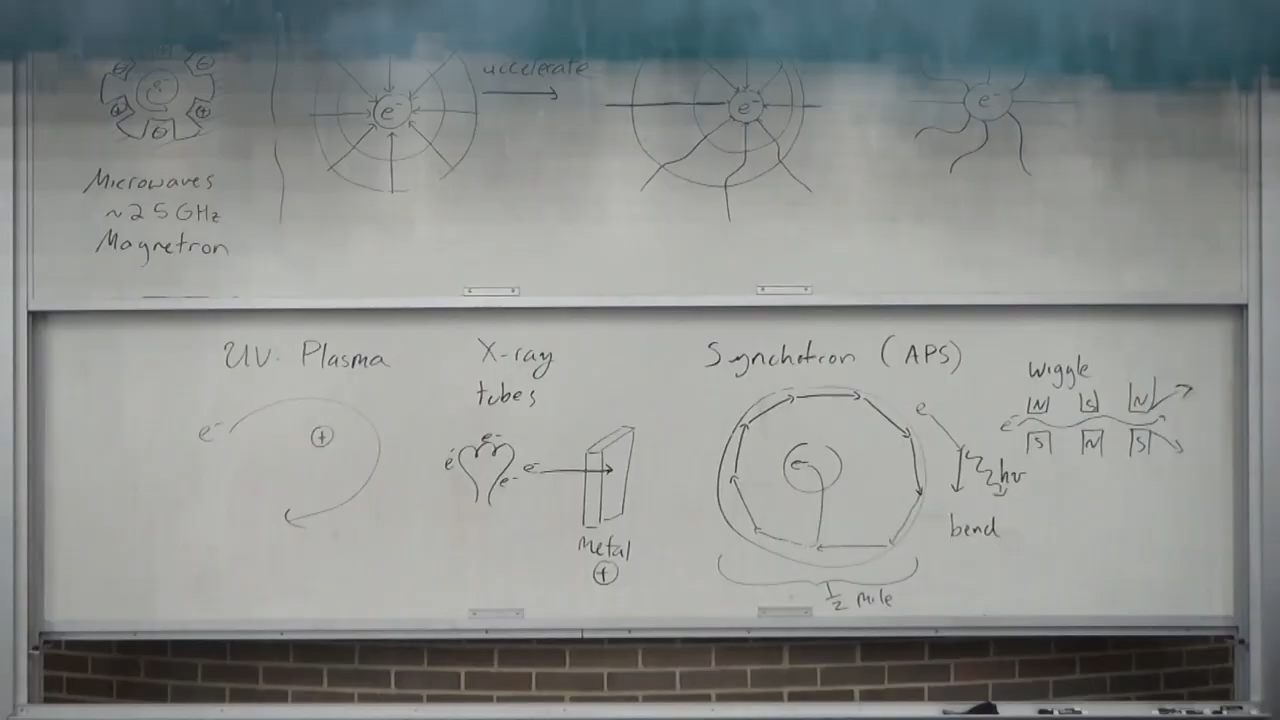 e-
accelerate
e-
e-
e-
Microwaves
~2.5 GHz
Magnetron
UV. Plasma
e-
+
X-ray
tubes
e-
e-
e-
e-
Metal
+
Synchotron (APS)
e-
1/2 mile
e
hν
bend
Wiggle
N S N
e-
S N S